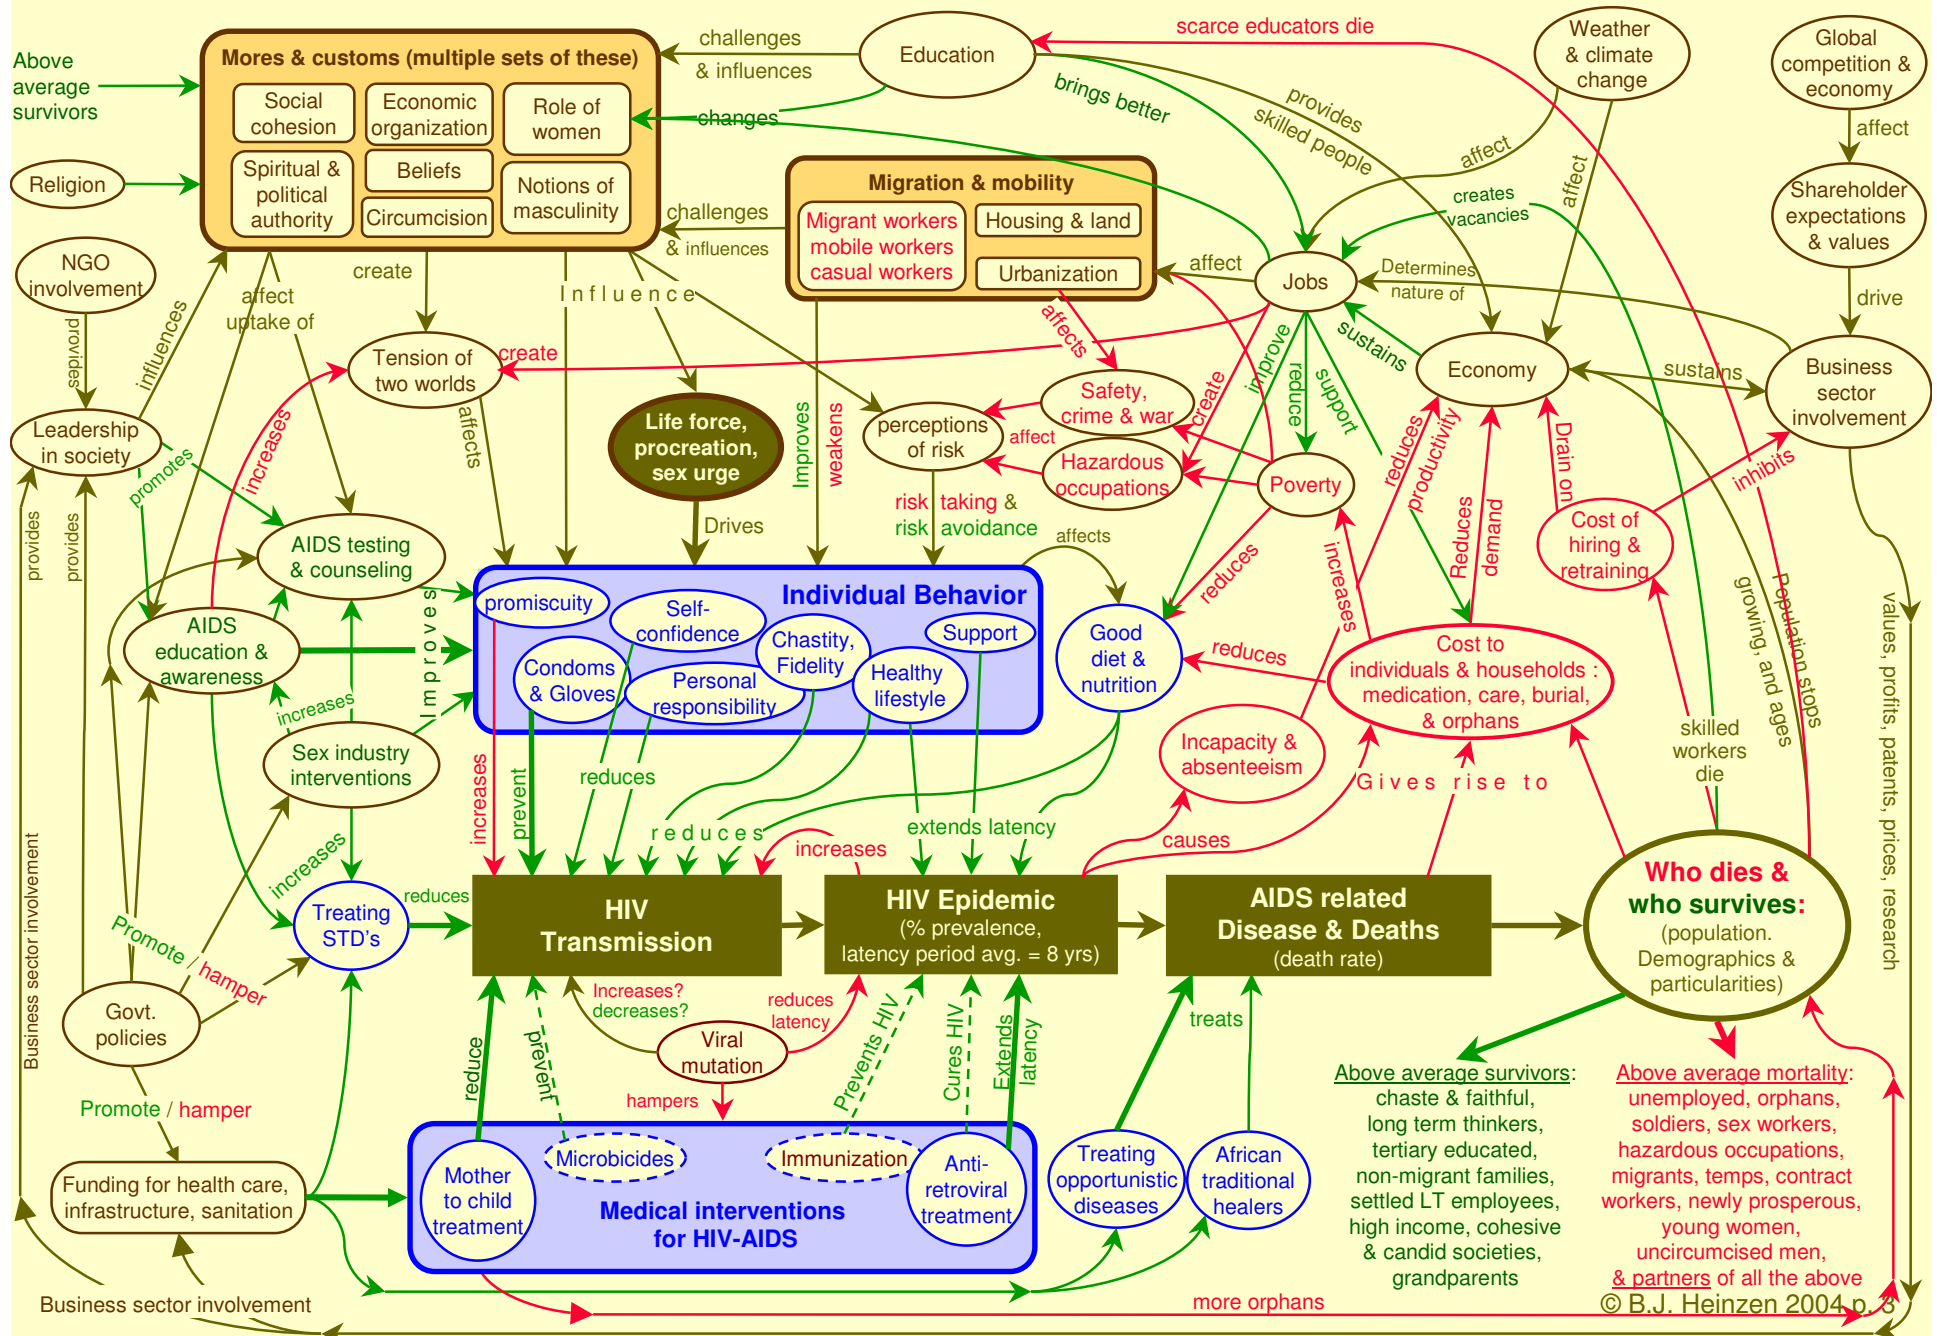 scarce educators die
Weather
& climate
change
Global
competition &
economy
Education
challenges
& influences
Mores & customs (multiple sets of these)
Above
average
survivors
Social
cohesion
Economic
organization
Role of
women
changes
brings better
provides
skilled people
affect
affect
affect
Spiritual &
political
authority
Beliefs
Circumcision
Notions of
masculinity
Religion
Migration & mobility
Migrant workers
mobile workers
casual workers
Housing & land
Urbanization
challenges
& influences
creates
vacancies
Shareholder
expectations
& values
NGO
involvement
create
affect
uptake of
Influence
affect
Jobs
Determines
nature of
drive
provides
influences
Tension of
two worlds
create
affects
improve
reduce
support
sustains
Economy
sustains
Business
sector
involvement
Leadership
in society
increases
affects
Life force,
procreation,
sex urge
Improves
weakens
perceptions
of risk
Safety,
crime & war
affect
Hazardous
occupations
create
Poverty
reduces
productivity
Drain on
inhibits
promotes
provides
provides
AIDS testing
& counseling
Drives
risk taking &
risk avoidance
affects
reduces
increases
Reduces
demand
Cost of
hiring &
retraining
growing, and ages
Population stops
values, profits, patents, prices, research
AIDS
education &
awareness
Improves
Individual Behavior
promiscuity
Self-
confidence
Chastity,
Fidelity
Support
Condoms
& Gloves
Personal
responsibility
Healthy
lifestyle
Good
diet &
nutrition
reduces
Cost to
individuals & households :
medication, care, burial,
& orphans
increases
Sex industry
interventions
Incapacity &
absenteeism
skilled
workers
die
Gives rise to
increases
prevent
reduces
reduces
increases
extends latency
causes
increases
Treating
STD's
reduces
HIV
Transmission
HIV Epidemic
(% prevalence,
latency period avg. = 8 yrs)
AIDS related
Disease & Deaths
(death rate)
Who dies &
who survives:
(population.
Demographics &
particularities)
Business sector involvement
Promote / hamper
Govt.
policies
Increases?
decreases?
reduces
latency
Viral
mutation
hampers
reduce
prevent
Prevents HIV
Cures HIV
Extends
latency
treats
Promote / hamper
Funding for health care,
infrastructure, sanitation
Mother
to child
treatment
Microbicides
Immunization
Anti-
retroviral
treatment
Medical interventions
for HIV-AIDS
Treating
opportunistic
diseases
African
traditional
healers
Above average survivors:
chaste & faithful,
long term thinkers,
tertiary educated,
non-migrant families,
settled LT employees,
high income, cohesive
& candid societies,
grandparents
Above average mortality:
unemployed, orphans,
soldiers, sex workers,
hazardous occupations,
migrants, temps, contract
workers, newly prosperous,
young women,
uncircumcised men,
& partners of all the above
Business sector involvement
more orphans
© B.J. Heinzen 2004 p. 3